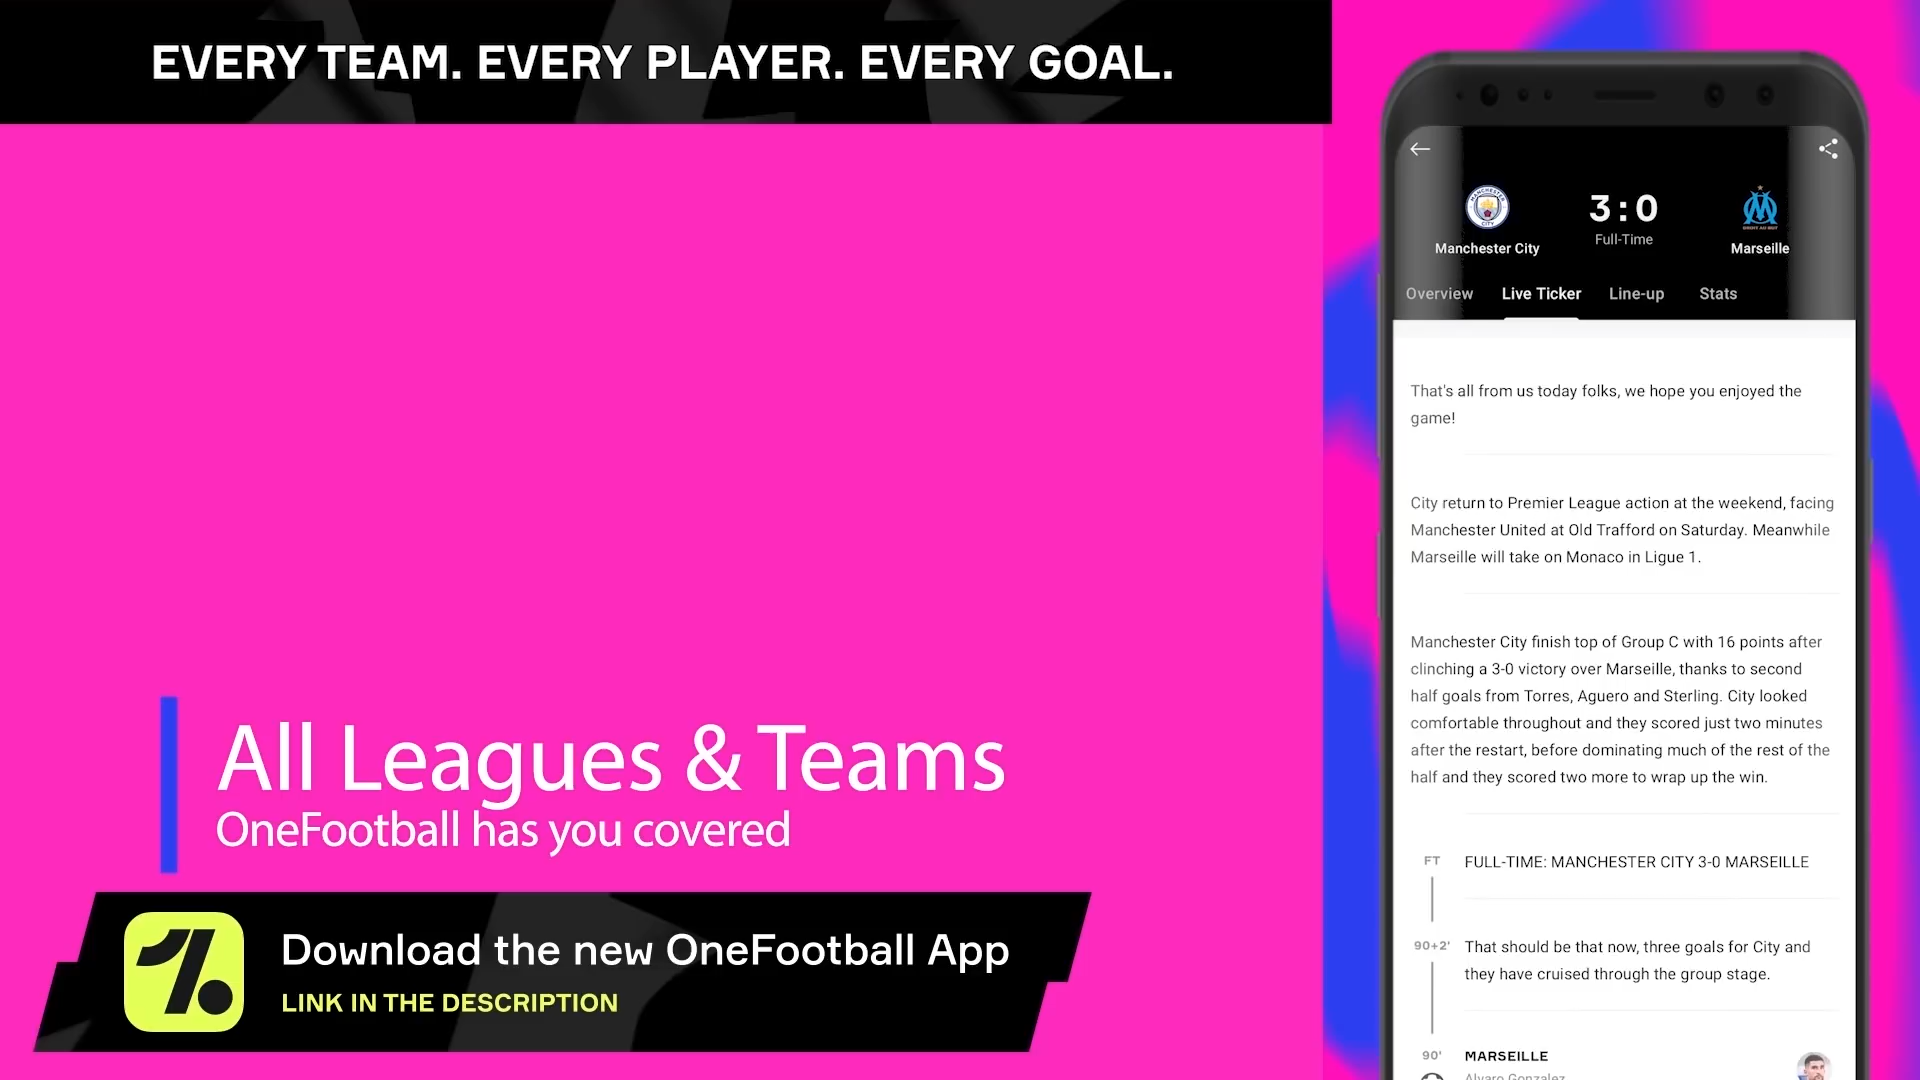 EVERY TEAM. EVERY PLAYER. EVERY GOAL.
All Leagues & Teams
OneFootball has you covered
Download the new OneFootball App
LINK IN THE DESCRIPTION
3:0
Full-Time
Manchester City
Marseille
Overview
Live Ticker
Line-up
Stats
That's all from us today folks, we hope you enjoyed the
game!
City return to Premier League action at the weekend, facing
Manchester United at Old Trafford on Saturday. Meanwhile
Marseille will take on Monaco in Ligue 1.
Manchester City finish top of Group C with 16 points after
clinching a 3-0 victory over Marseille, thanks to second
half goals from Torres, Aguero and Sterling. City looked
comfortable throughout and they scored just two minutes
after the restart, before dominating much of the rest of the
half and they scored two more to wrap up the win.
FT
FULL-TIME: MANCHESTER CITY 3-0 MARSEILLE
90+2'
That should be that now, three goals for City and
they have cruised through the group stage.
90'
MARSEILLE
Alvaro Gonzalez